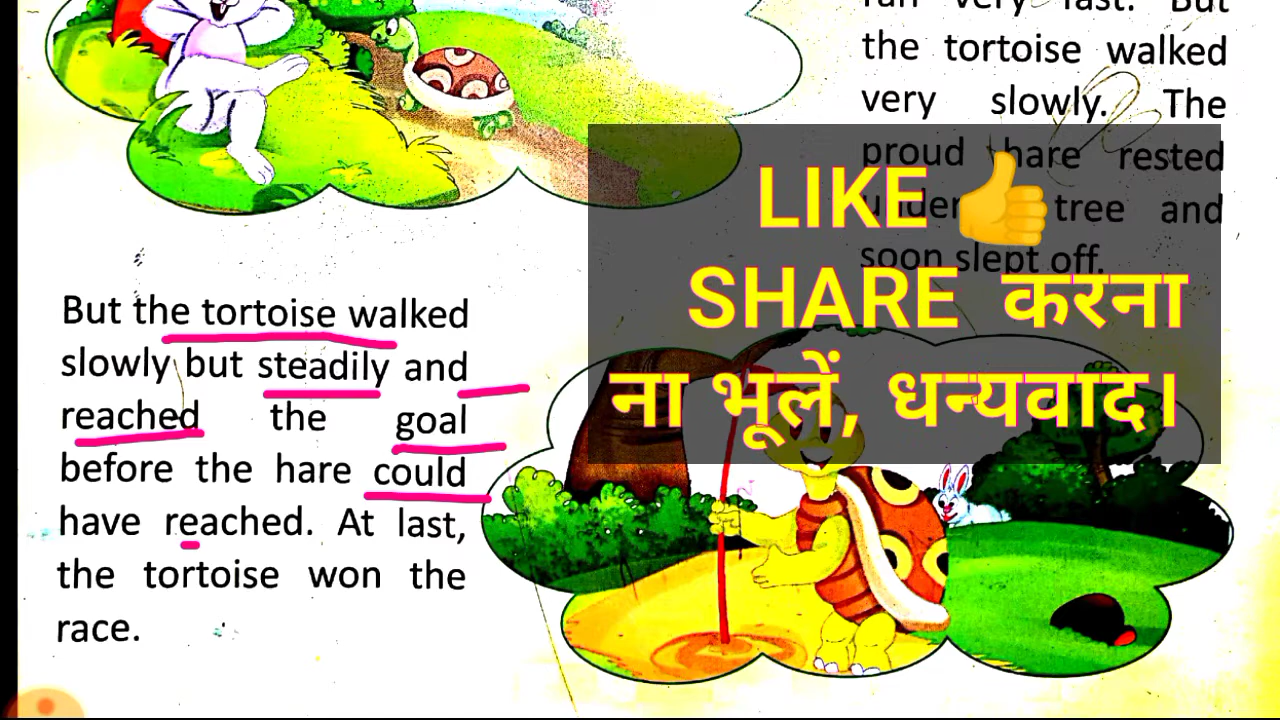 ran very fast. But
the tortoise walked
very slowly. The
proud hare rested
under tree and
soon slept off.
LIKE 👍
SHARE करना
ना भूलें, धन्यवाद।
But the tortoise walked
slowly but steadily and
reached the goal
before the hare could
have reached. At last,
the tortoise won the
race.